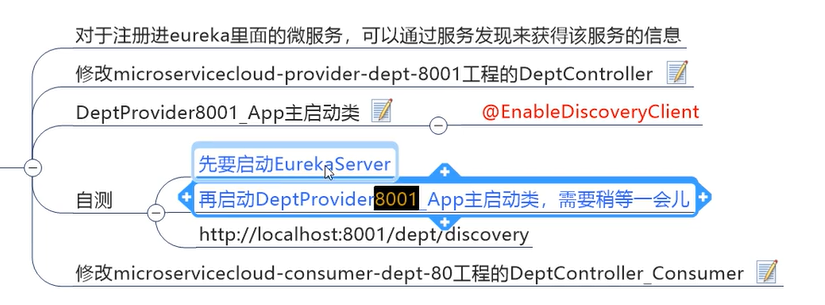 对于注册进eureka里面的微服务，可以通过服务发现来获得该服务的信息
修改microservicecloud-provider-dept-8001工程的DeptController
DeptProvider8001_App主启动类
@EnableDiscoveryClient
自测
先要启动EurekaServer
再启动DeptProvider8001_App主启动类，需要稍等一会儿
http://localhost:8001/dept/discovery
修改microservicecloud-consumer-dept-80工程的DeptController_Consumer